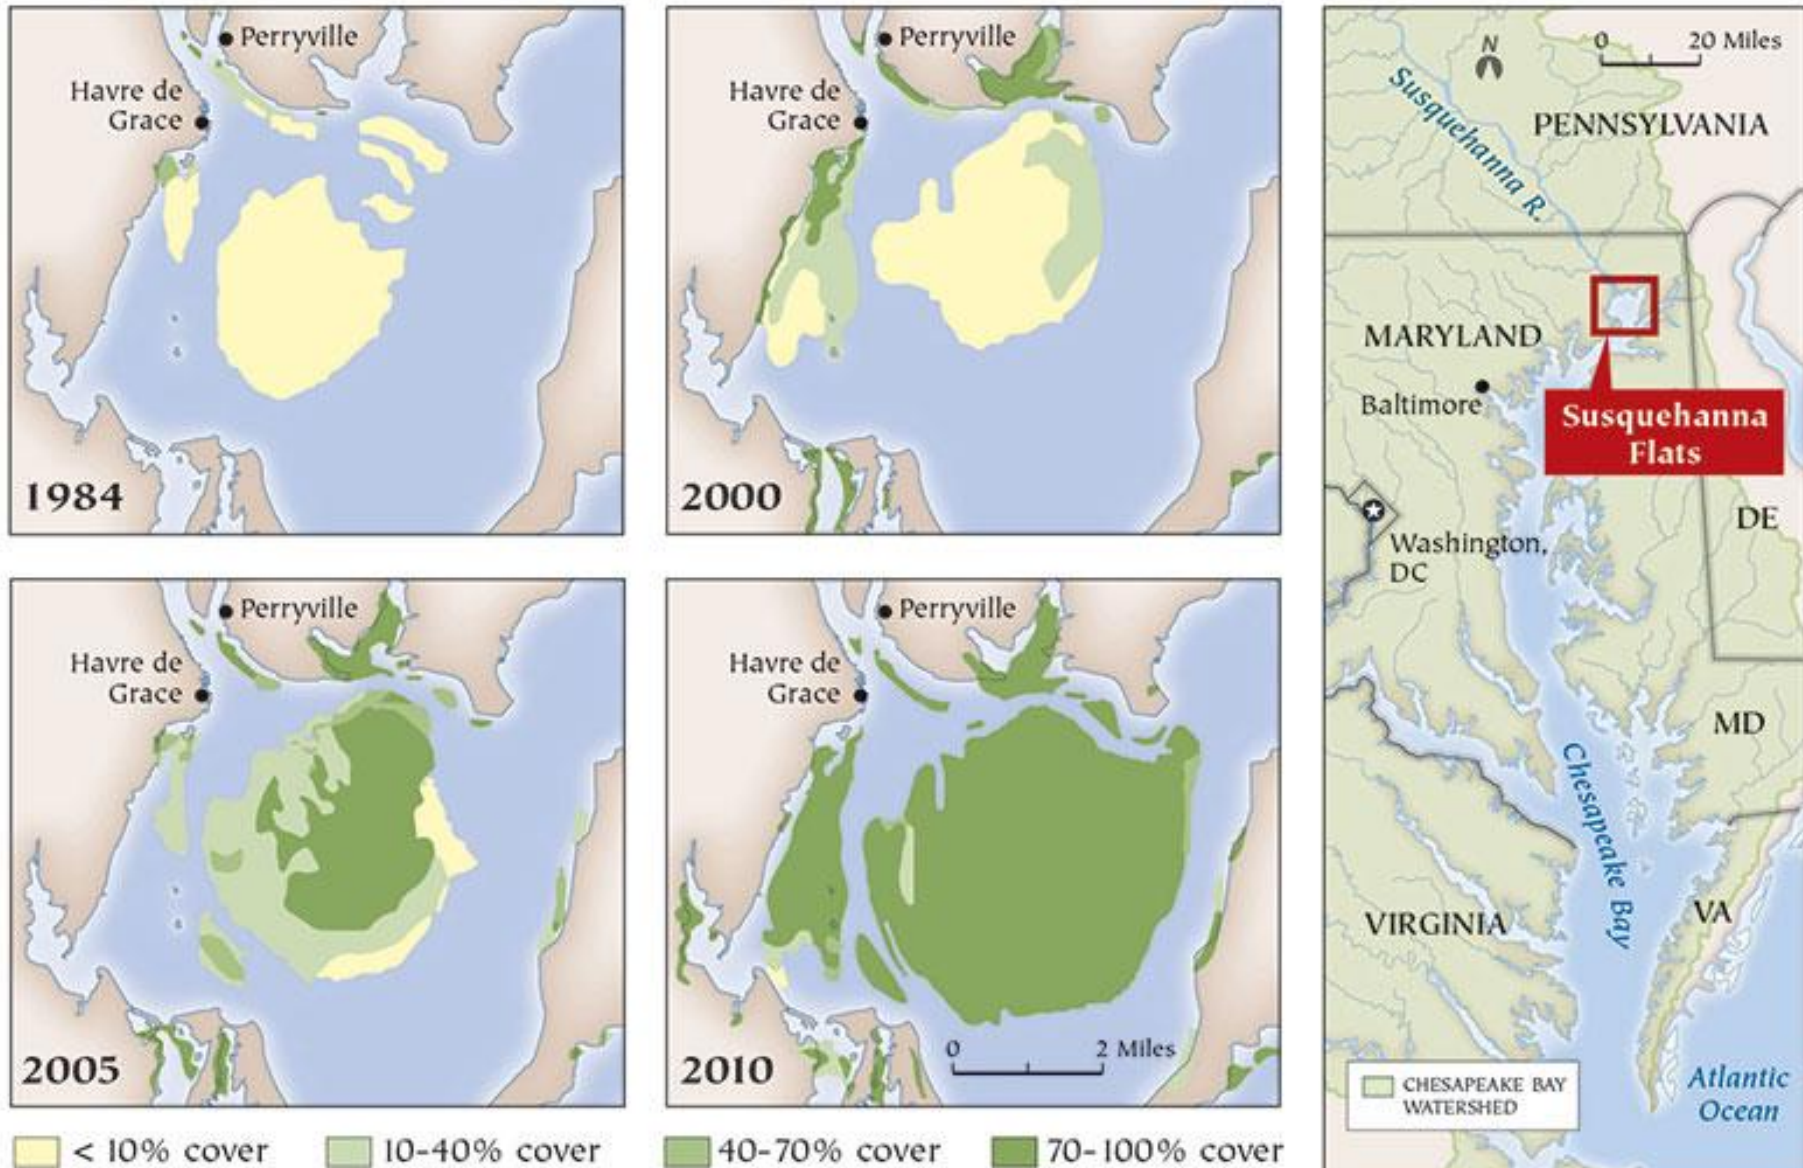 Perryville
Havre de
Grace
1984
Perryville
Havre de
Grace
2000
Perryville
Havre de
Grace
2005
Perryville
Havre de
Grace
0 2 Miles
2010
< 10% cover
10-40% cover
40-70% cover
70-100% cover
N
0 20 Miles
Susquehanna R.
PENNSYLVANIA
MARYLAND
Baltimore
Susquehanna
Flats
DE
Washington,
DC
MD
Chesapeake Bay
VIRGINIA
VA
CHESAPEAKE BAY
WATERSHED
Atlantic
Ocean